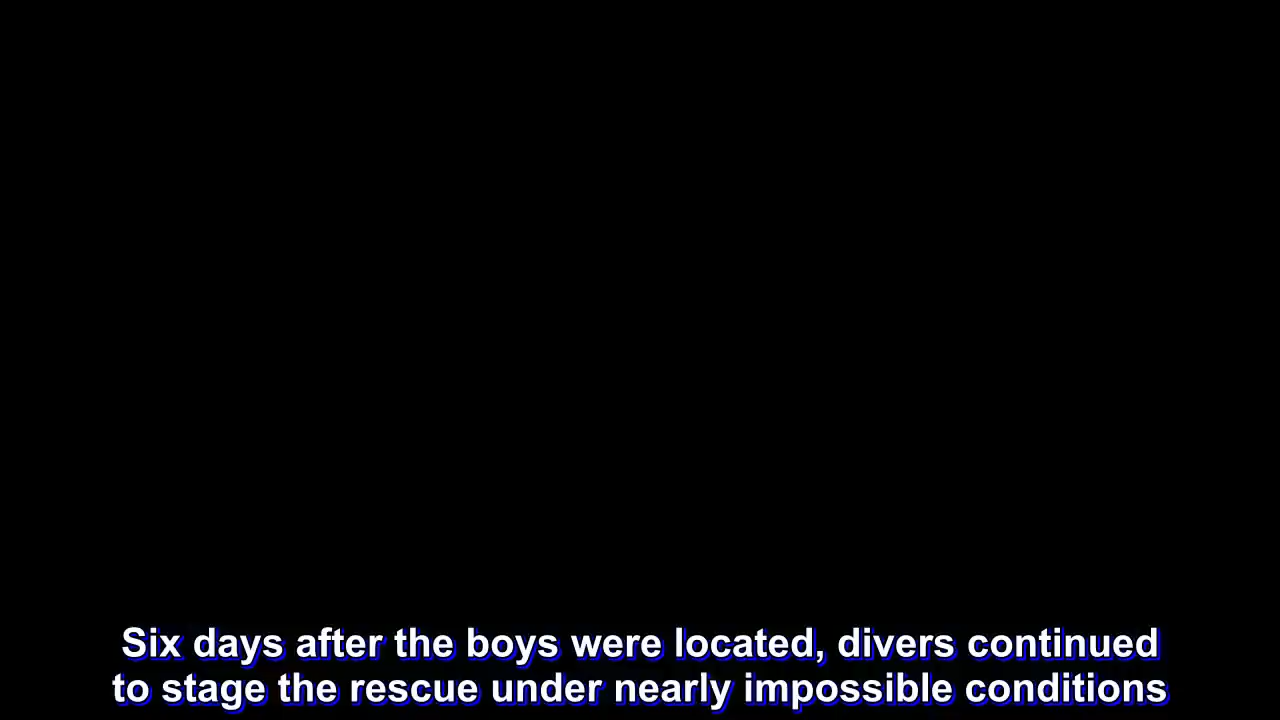 Six days after the boys were located, divers continued
to stage the rescue under nearly impossible conditions